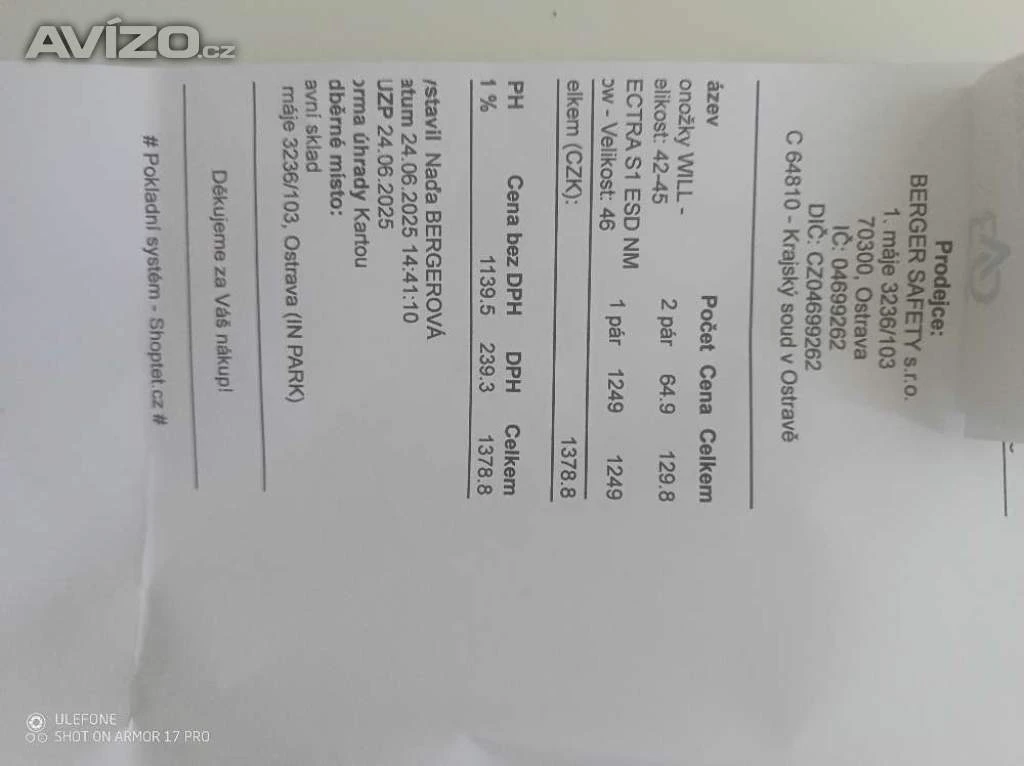 AVÍZO.cz
Prodejce:
BERGER SAFETY s.r.o.
1. máje 3236/103
70300, Ostrava
IČ: 04699262
DIČ: CZ04699262
C 64810 - Krajský soud v Ostravě
ázev Počet Cena Celkem
onožky WILL -
elikost: 42-45 2 pár 64.9 129.8
ECTRA S1 ESD NM
ow - Velikost: 46 1 pár 1249 1249
elkem (CZK): 1378.8
PH Cena bez DPH DPH Celkem
1 % 1139.5 239.3 1378.8
ystavil Naďa BERGEROVÁ
atum 24.06.2025 14:41:10
UZP 24.06.2025
orma úhrady Kartou
dběrné místo:
avní sklad
máje 3236/103, Ostrava (IN PARK)
Děkujeme za Váš nákup!
# Pokladní systém - Shoptet.cz #
ULEFONE
SHOT ON ARMOR 17 PRO